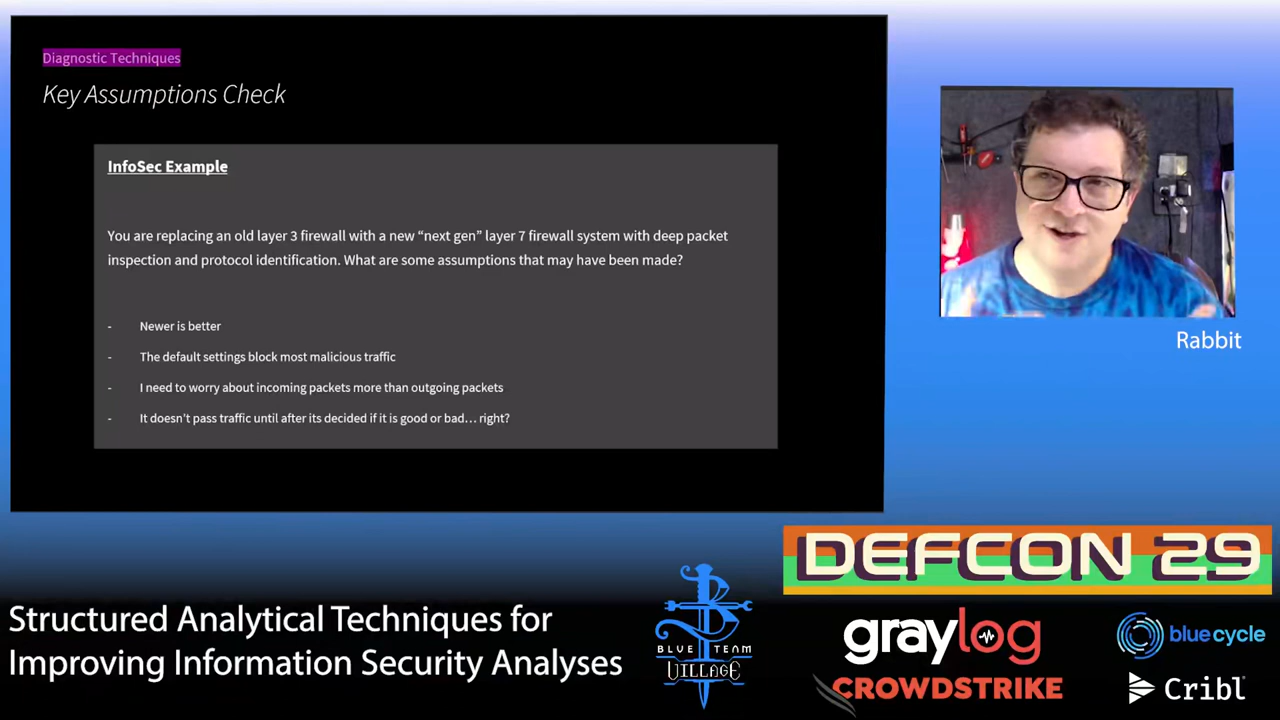 Diagnostic Techniques
Key Assumptions Check
InfoSec Example
You are replacing an old layer 3 firewall with a new “next gen” layer 7 firewall system with deep packet
inspection and protocol identification. What are some assumptions that may have been made?
- Newer is better
- The default settings block most malicious traffic
- I need to worry about incoming packets more than outgoing packets
- It doesn’t pass traffic until after its decided if it is good or bad… right?
Rabbit
DEFCON 29
Structured Analytical Techniques for
Improving Information Security Analyses
BLUE TEAM
VILLAGE
graylog
CROWDSTRIKE
blue cycle
Cribl